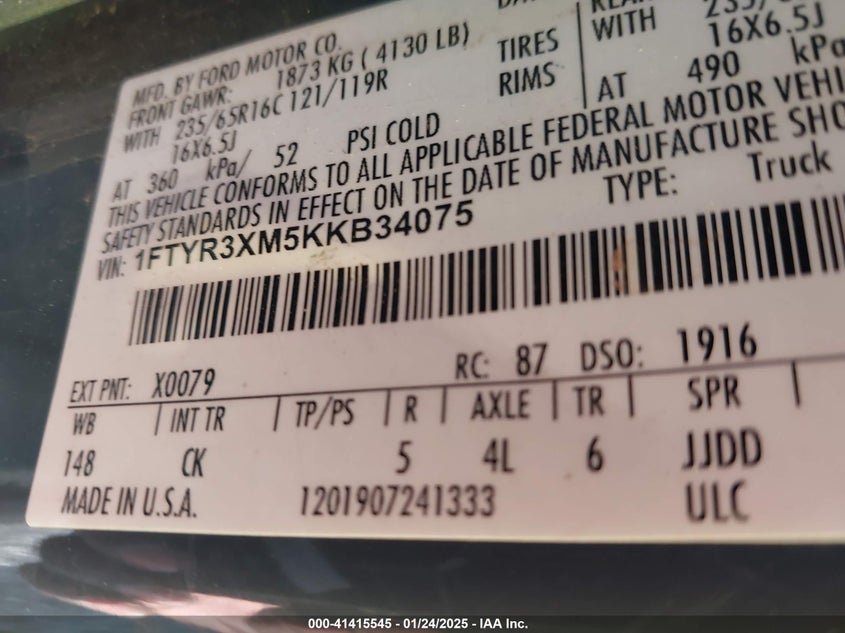 MFD. BY FORD MOTOR CO.
FRONT GAWR: 1873 KG ( 4130 LB)
WITH 235/65R16C 121/119R TIRES
16X6.5J RIMS
AT 360 kPa/ 52 PSI COLD
WITH
16X6.5J
AT 490 kPa
THIS VEHICLE CONFORMS TO ALL APPLICABLE FEDERAL MOTOR VEHI
SAFETY STANDARDS IN EFFECT ON THE DATE OF MANUFACTURE SHO
VIN: 1FTYR3XM5KKB34075 TYPE: Truck
EXT PNT: X0079 RC: 87 DSO: 1916
WB | INT TR | TP/PS | R | AXLE | TR | SPR |
148 CK 5 4L 6 JJDD
MADE IN U.S.A. 1201907241333 ULC
000-41415545 - 01/24/2025 - IAA Inc.